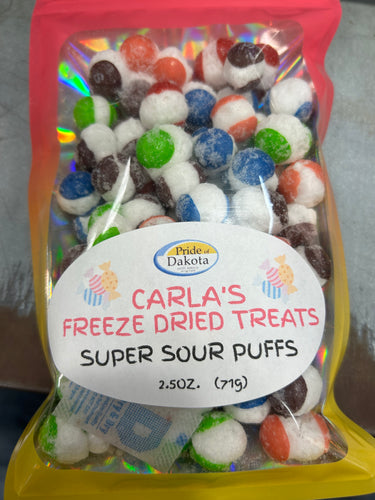 Pride of
Dakota
CARLA'S
FREEZE DRIED TREATS
SUPER SOUR PUFFS
2.5OZ. (71g)